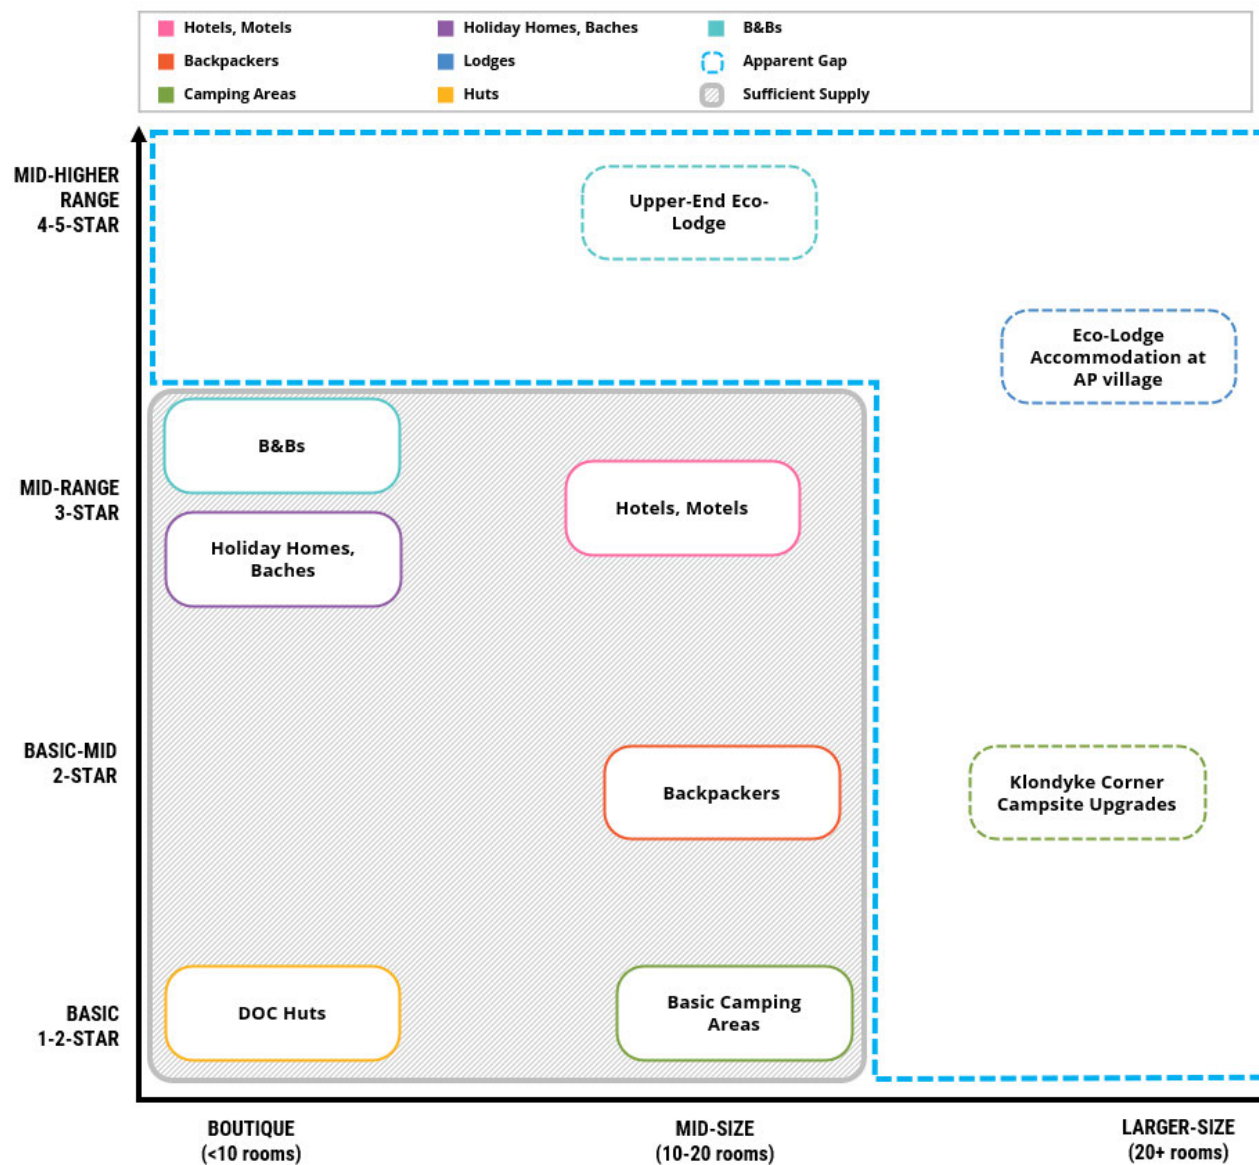 Hotels, Motels
Holiday Homes, Baches
B&Bs
Backpackers
Lodges
Apparent Gap
Camping Areas
Huts
Sufficient Supply
MID-HIGHER
RANGE
4-5-STAR
Upper-End Eco-
Lodge
Eco-Lodge
Accommodation at
AP village
B&Bs
MID-RANGE
3-STAR
Hotels, Motels
Holiday Homes,
Baches
BASIC-MID
2-STAR
Backpackers
Klondyke Corner
Campsite Upgrades
BASIC
1-2-STAR
DOC Huts
Basic Camping
Areas
BOUTIQUE
(<10 rooms)
MID-SIZE
(10-20 rooms)
LARGER-SIZE
(20+ rooms)